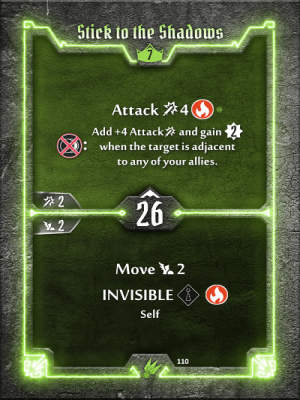 Stick to the Shadows
7
Attack 4
: Add +4 Attack and gain 2
when the target is adjacent
to any of your allies.
2
26
2
Move 2
INVISIBLE
Self
110